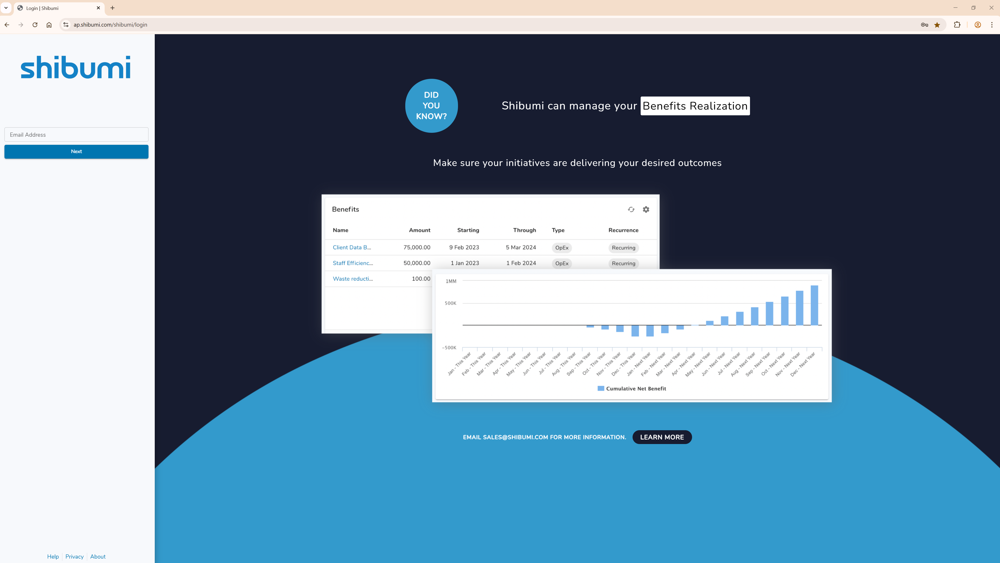 Login | Shibumi
ap.shibumi.com/shibumi/login
shibumi
Email Address
Next
Help
Privacy
About
DID
YOU
KNOW?
Shibumi can manage your Benefits Realization
Make sure your initiatives are delivering your desired outcomes
Benefits
Name Amount Starting Through Type Recurrence
Client Data B... 75,000.00 9 Feb 2023 5 Mar 2024 OpEx Recurring
Staff Efficienc... 50,000.00 1 Jan 2023 1 Feb 2024 OpEx Recurring
Waste reducti... 100.00
1MM
500K
-500K
Jan - This Year
Feb - This Year
Mar - This Year
Apr - This Year
May - This Year
Jun - This Year
Jul - This Year
Aug - This Year
Sep - This Year
Oct - This Year
Nov - This Year
Dec - This Year
Jan - Next Year
Feb - Next Year
Mar - Next Year
Apr - Next Year
May - Next Year
Jun - Next Year
Jul - Next Year
Aug - Next Year
Sep - Next Year
Oct - Next Year
Nov - Next Year
Dec - Next Year
Cumulative Net Benefit
EMAIL SALES@SHIBUMI.COM FOR MORE INFORMATION.
LEARN MORE